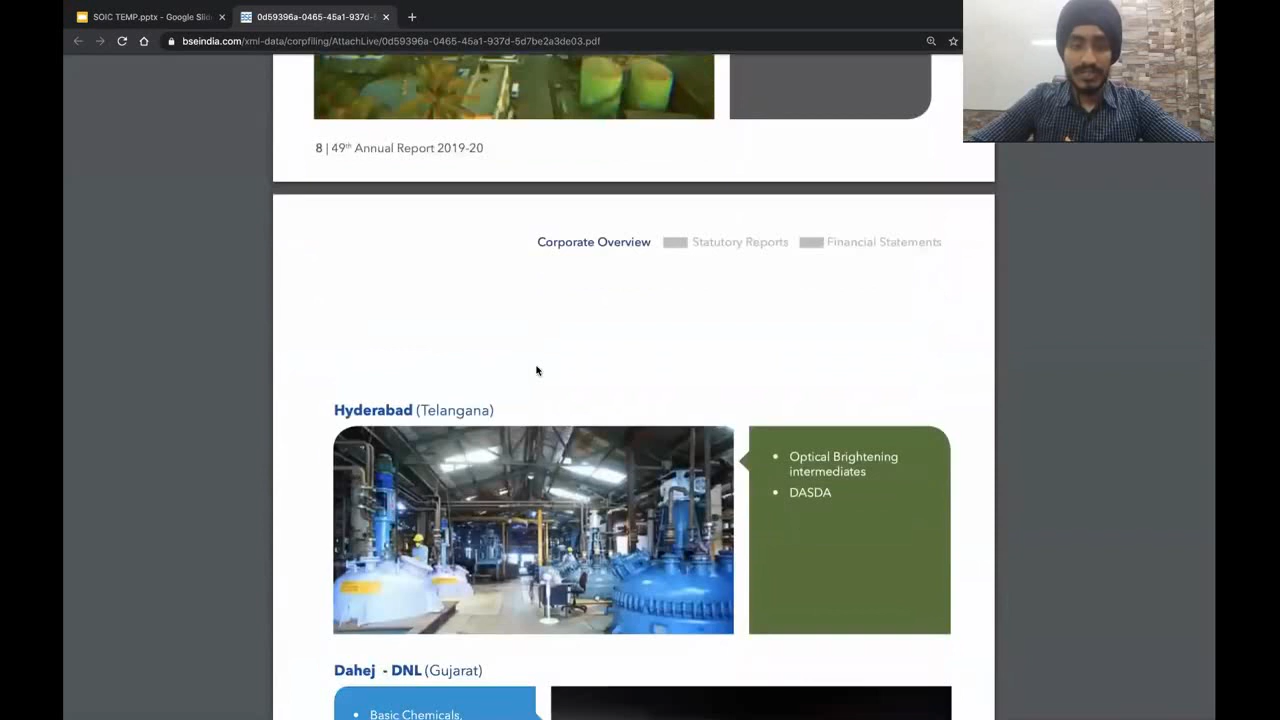 SOIC TEMP.pptx - Google Slid
0d59396a-0465-45a1-937d-5
bseindia.com/xml-data/corpfiling/AttachLive/0d59396a-0465-45a1-937d-5d7be2a3de03.pdf
8 | 49th Annual Report 2019-20
Corporate Overview Statutory Reports Financial Statements
Hyderabad (Telangana)
• Optical Brightening
intermediates
• DASDA
Dahej - DNL (Gujarat)
• Basic Chemicals,